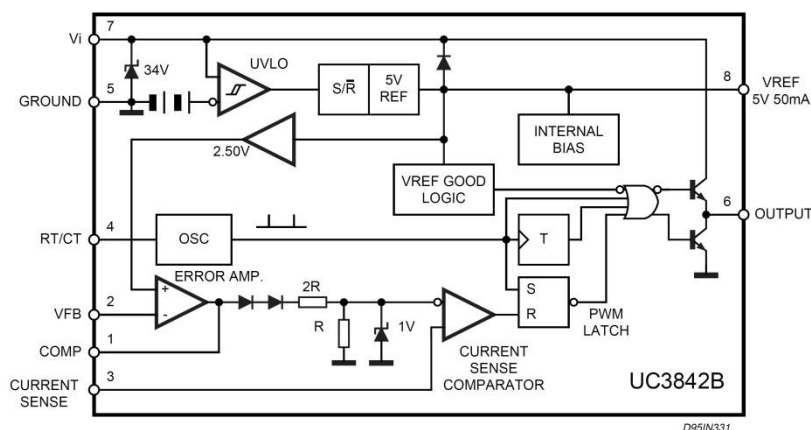 7
Vi
UVLO
34V
5
GROUND
S/R̅
5V
REF
8
VREF
5V 50mA
2.50V
INTERNAL
BIAS
VREF GOOD
LOGIC
6
OUTPUT
4
RT/CT
OSC
T
ERROR AMP.
+
-
2R
S
R
2
VFB
R
1V
PWM
LATCH
1
COMP
CURRENT
SENSE
COMPARATOR
3
CURRENT
SENSE
UC3842B
D95IN331